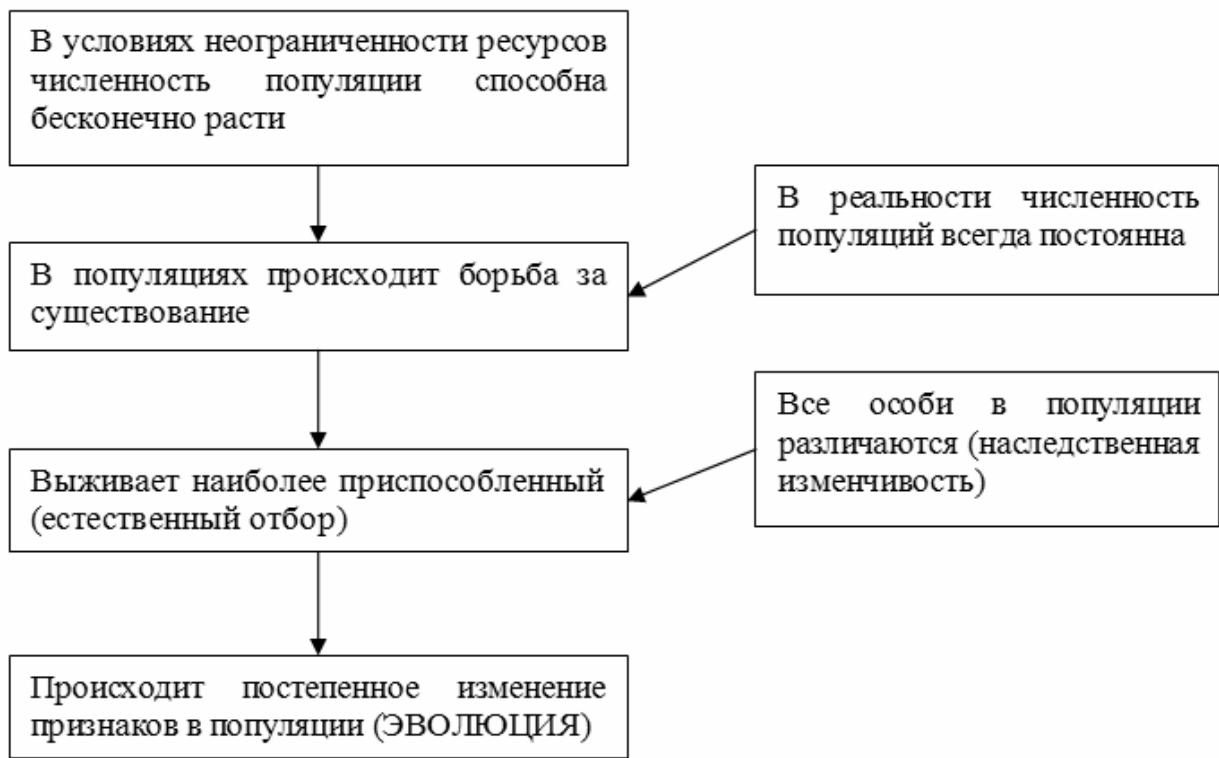 В условиях неограниченности ресурсов
численность популяции способна
бесконечно расти
В реальности численность
популяций всегда постоянна
В популяциях происходит борьба за
существование
Все особи в популяции
различаются (наследственная
изменчивость)
Выживает наиболее приспособленный
(естественный отбор)
Происходит постепенное изменение
признаков в популяции (ЭВОЛЮЦИЯ)